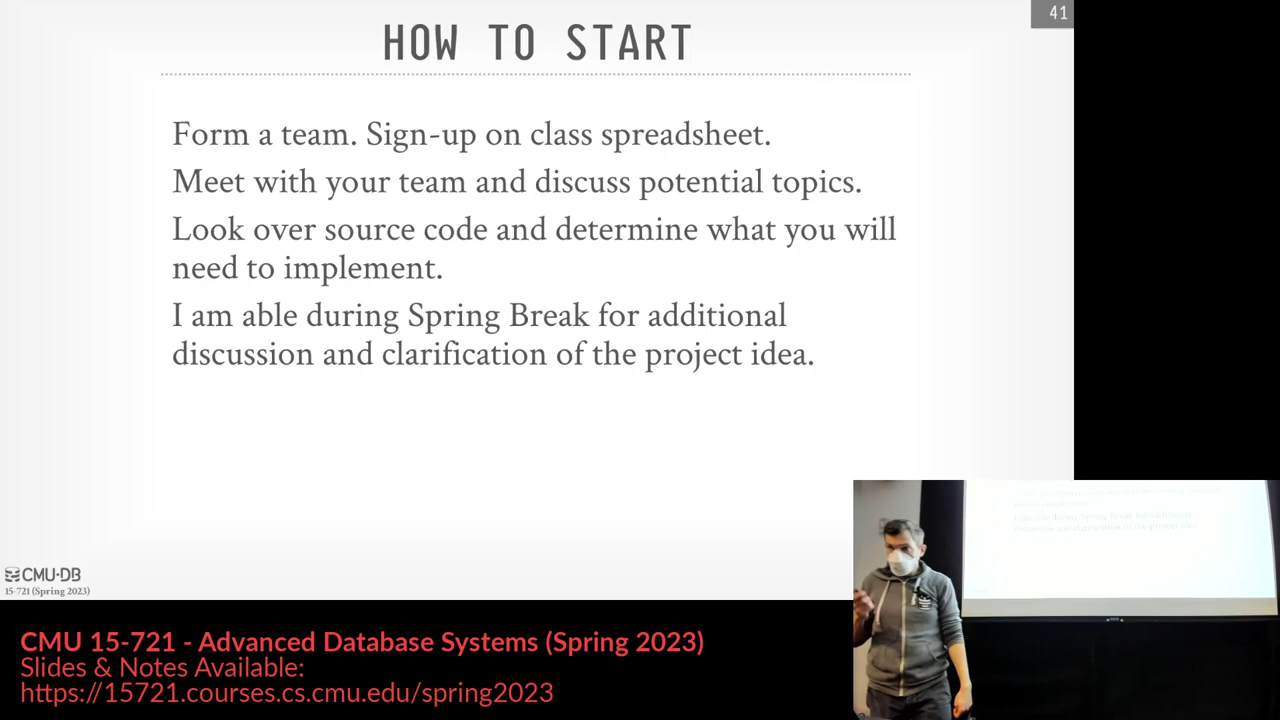 41
HOW TO START
Form a team. Sign-up on class spreadsheet.
Meet with your team and discuss potential topics.
Look over source code and determine what you will
need to implement.
I am able during Spring Break for additional
discussion and clarification of the project idea.
CMU·DB
15-721 (Spring 2023)
CMU 15-721 - Advanced Database Systems (Spring 2023)
Slides & Notes Available:
https://15721.courses.cs.cmu.edu/spring2023